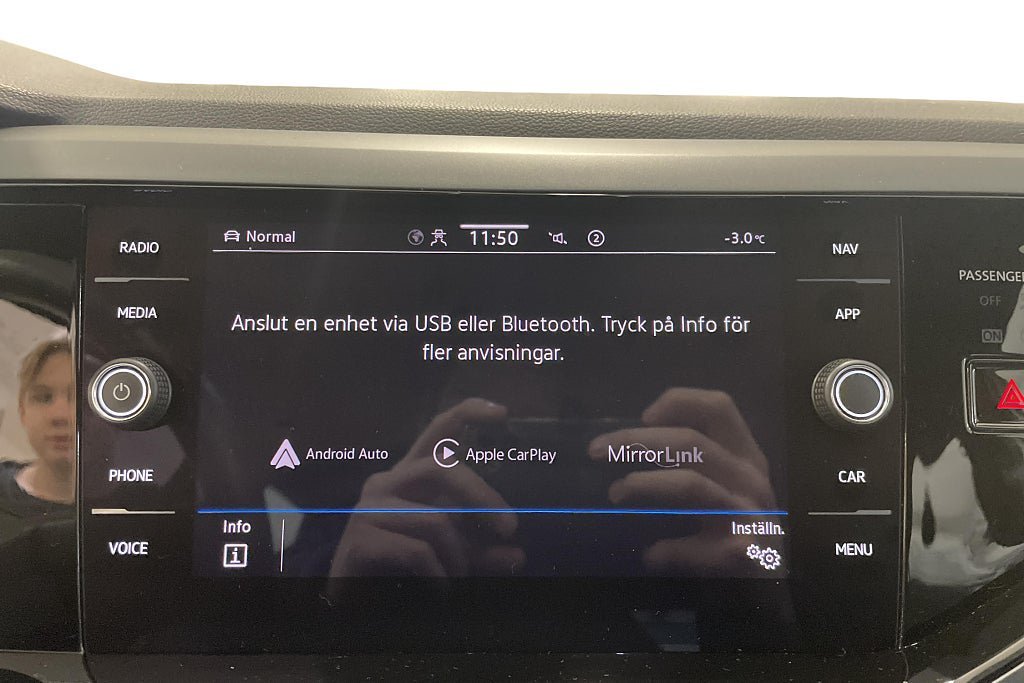 RADIO
MEDIA
PHONE
VOICE
Normal
11:50
2
-3.0°C
Anslut en enhet via USB eller Bluetooth. Tryck på Info för
fler anvisningar.
Android Auto
Apple CarPlay
MirrorLink
Info
i
Inställn.
NAV
APP
CAR
MENU
PASSENGER
OFF
ON